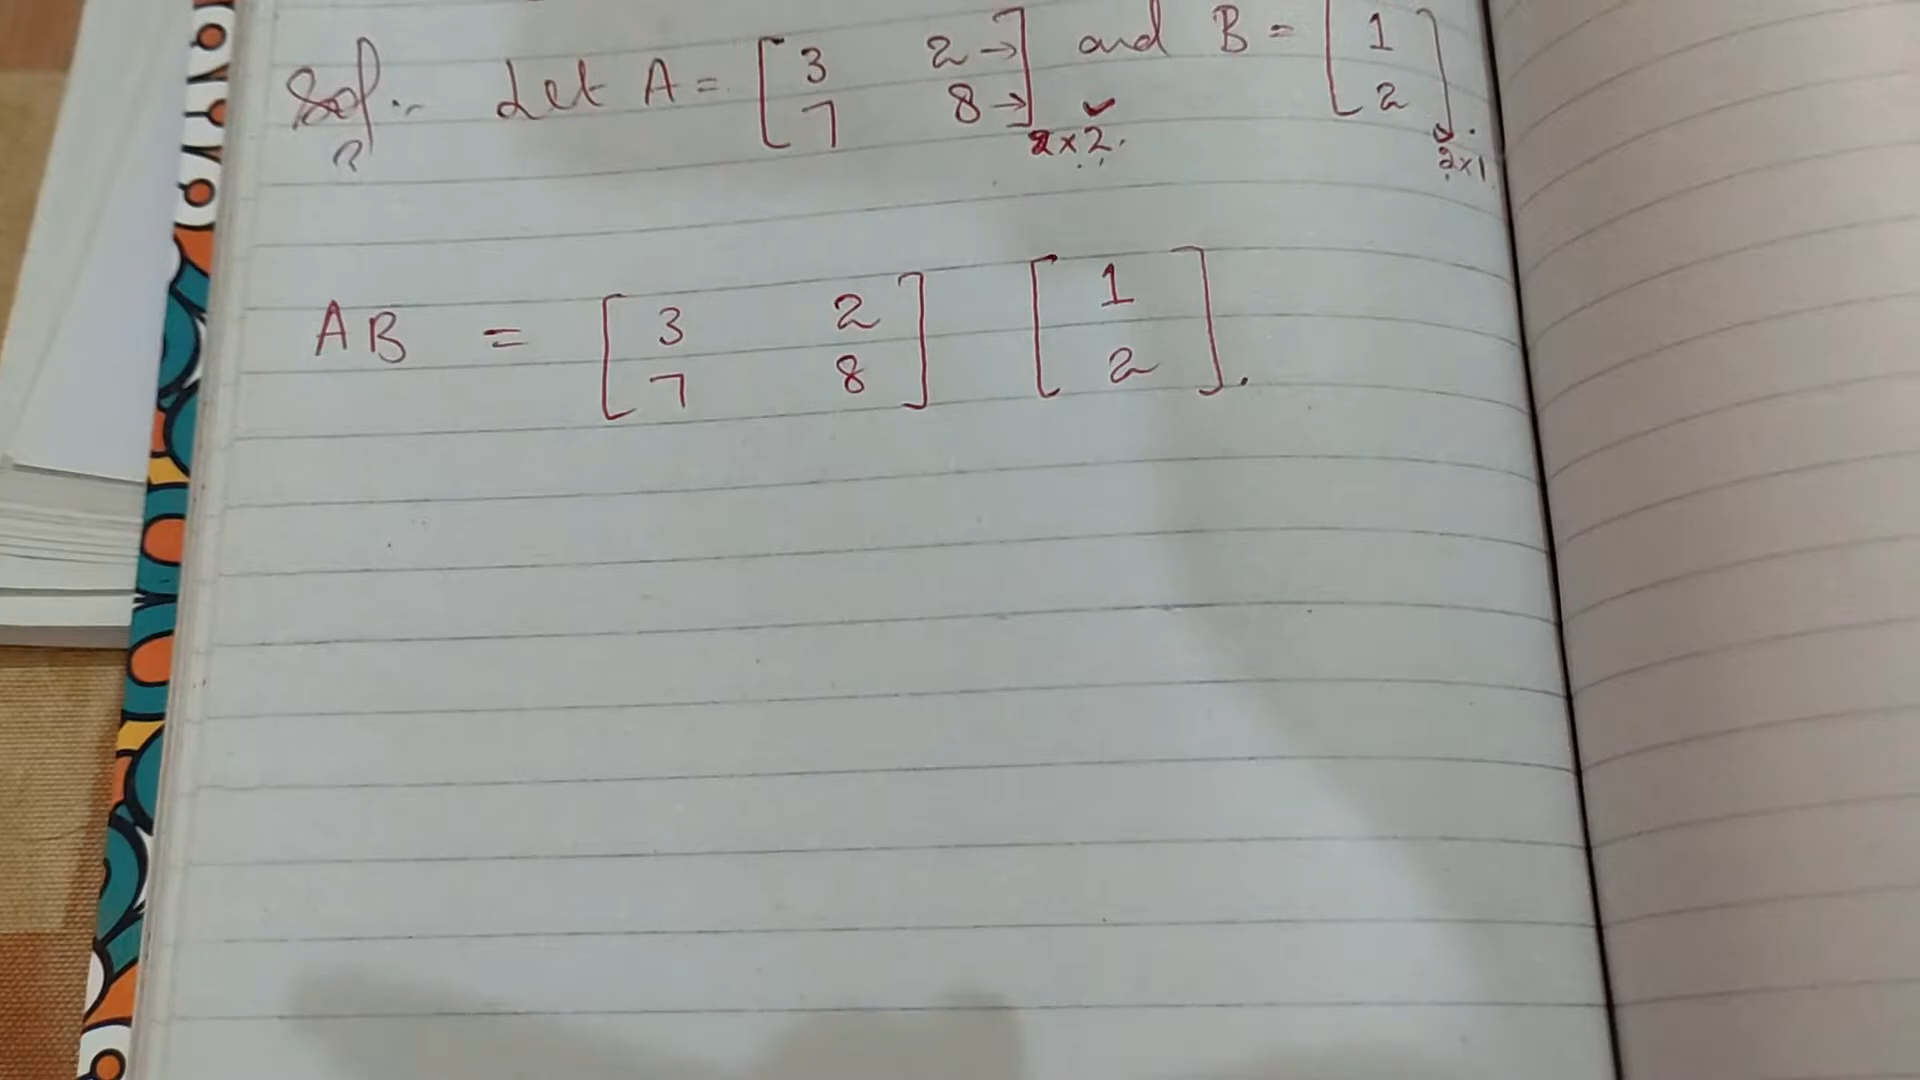 Sol:- Let A = [ 3 2→ ] and B = [ 1 ]
[ 7 8→ ] [ 2 ].
2×2. 2×1
AB = [ 3 2 ] [ 1 ]
[ 7 8 ] [ 2 ].